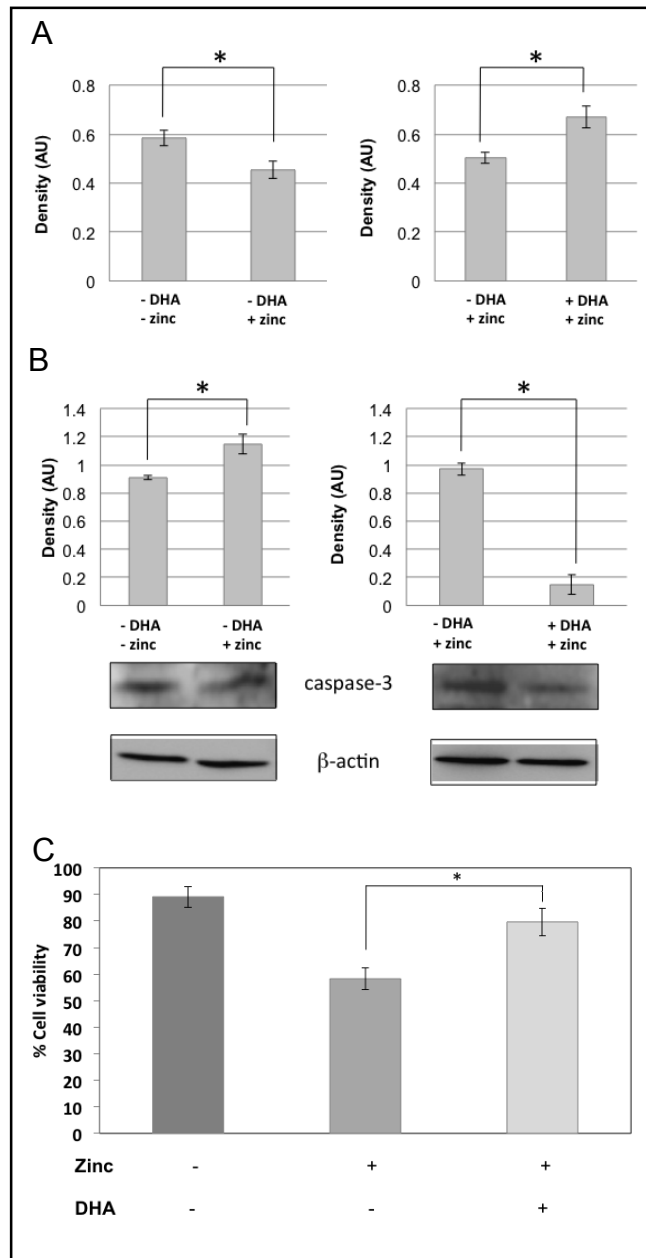 A
* *
Density (AU) Density (AU)
0.8 0.8
0.6 0.6
0.4 0.4
0.2 0.2
0 0
- DHA - DHA - DHA + DHA
- zinc + zinc + zinc + zinc
B
* *
Density (AU) Density (AU)
1.4 1.4
1.2 1.2
1 1
0.8 0.8
0.6 0.6
0.4 0.4
0.2 0.2
0 0
- DHA - DHA - DHA + DHA
- zinc + zinc + zinc + zinc
caspase-3
β-actin
C
*
% Cell viability
100
90
80
70
60
50
40
30
20
10
0
Zinc - + +
DHA - - +